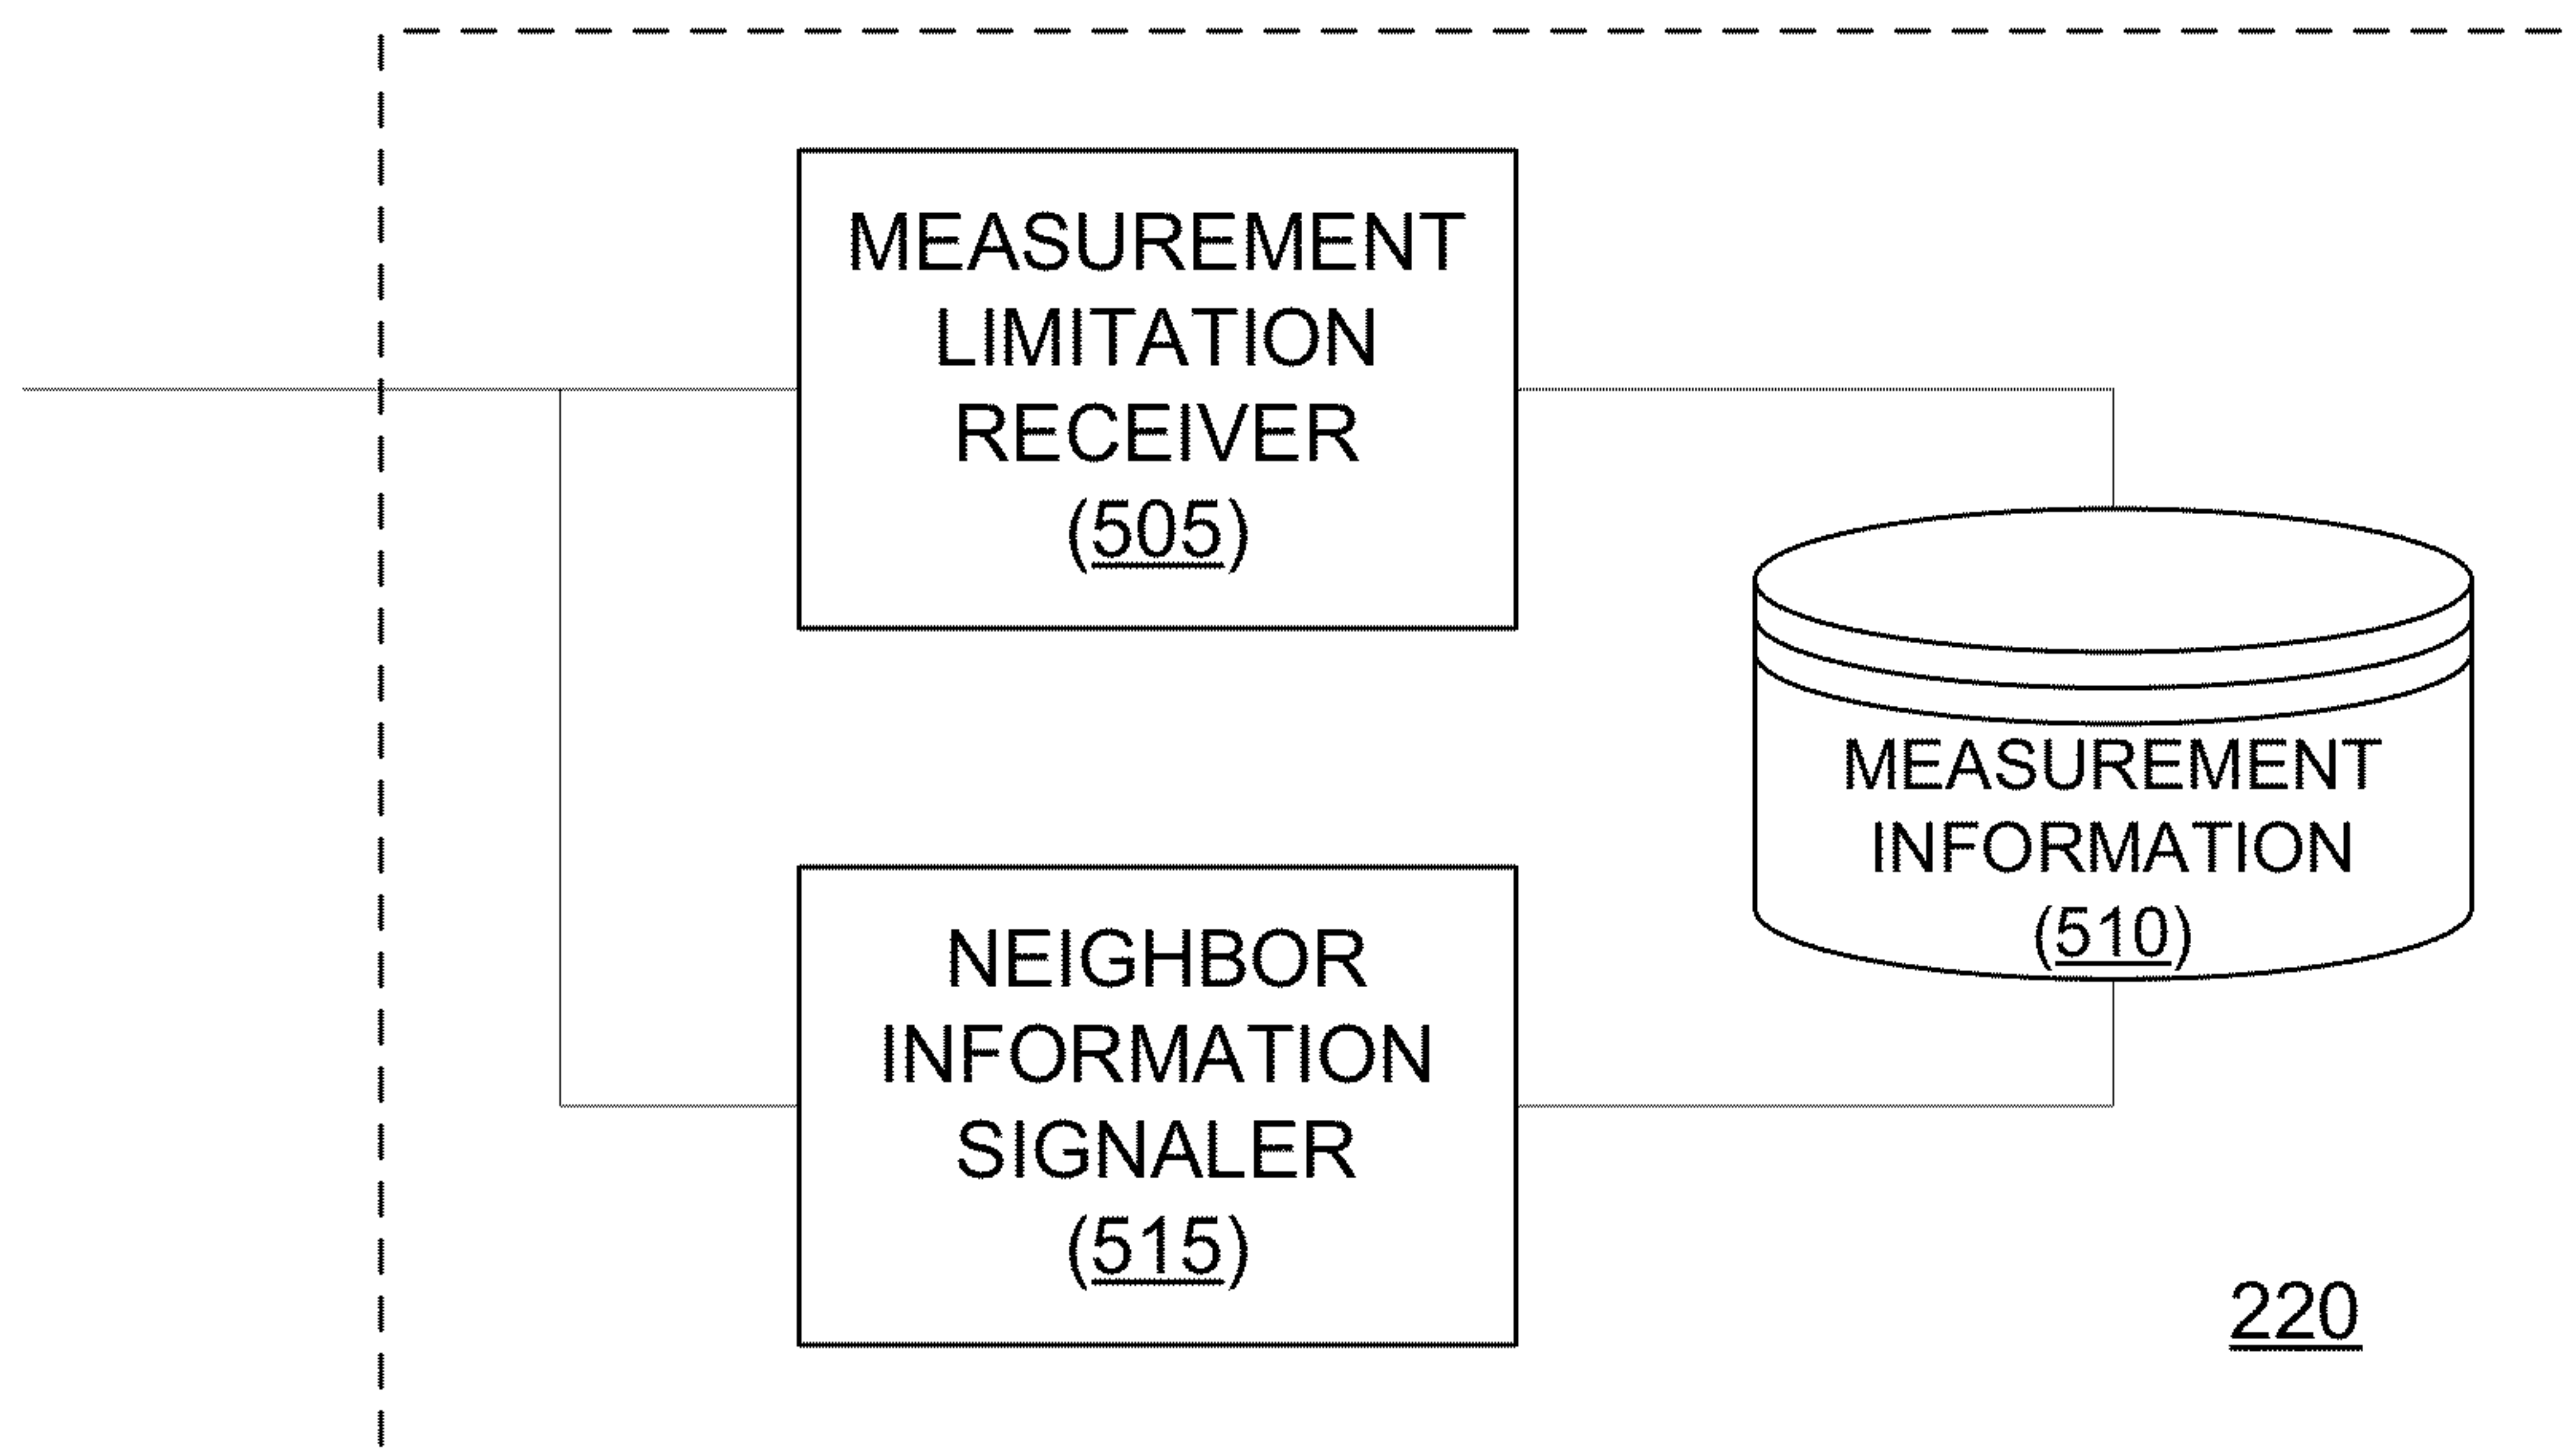 MEASUREMENT
LIMITATION
RECEIVER
(505)
MEASUREMENT
INFORMATION
(510)
NEIGHBOR
INFORMATION
SIGNALER
(515)
220